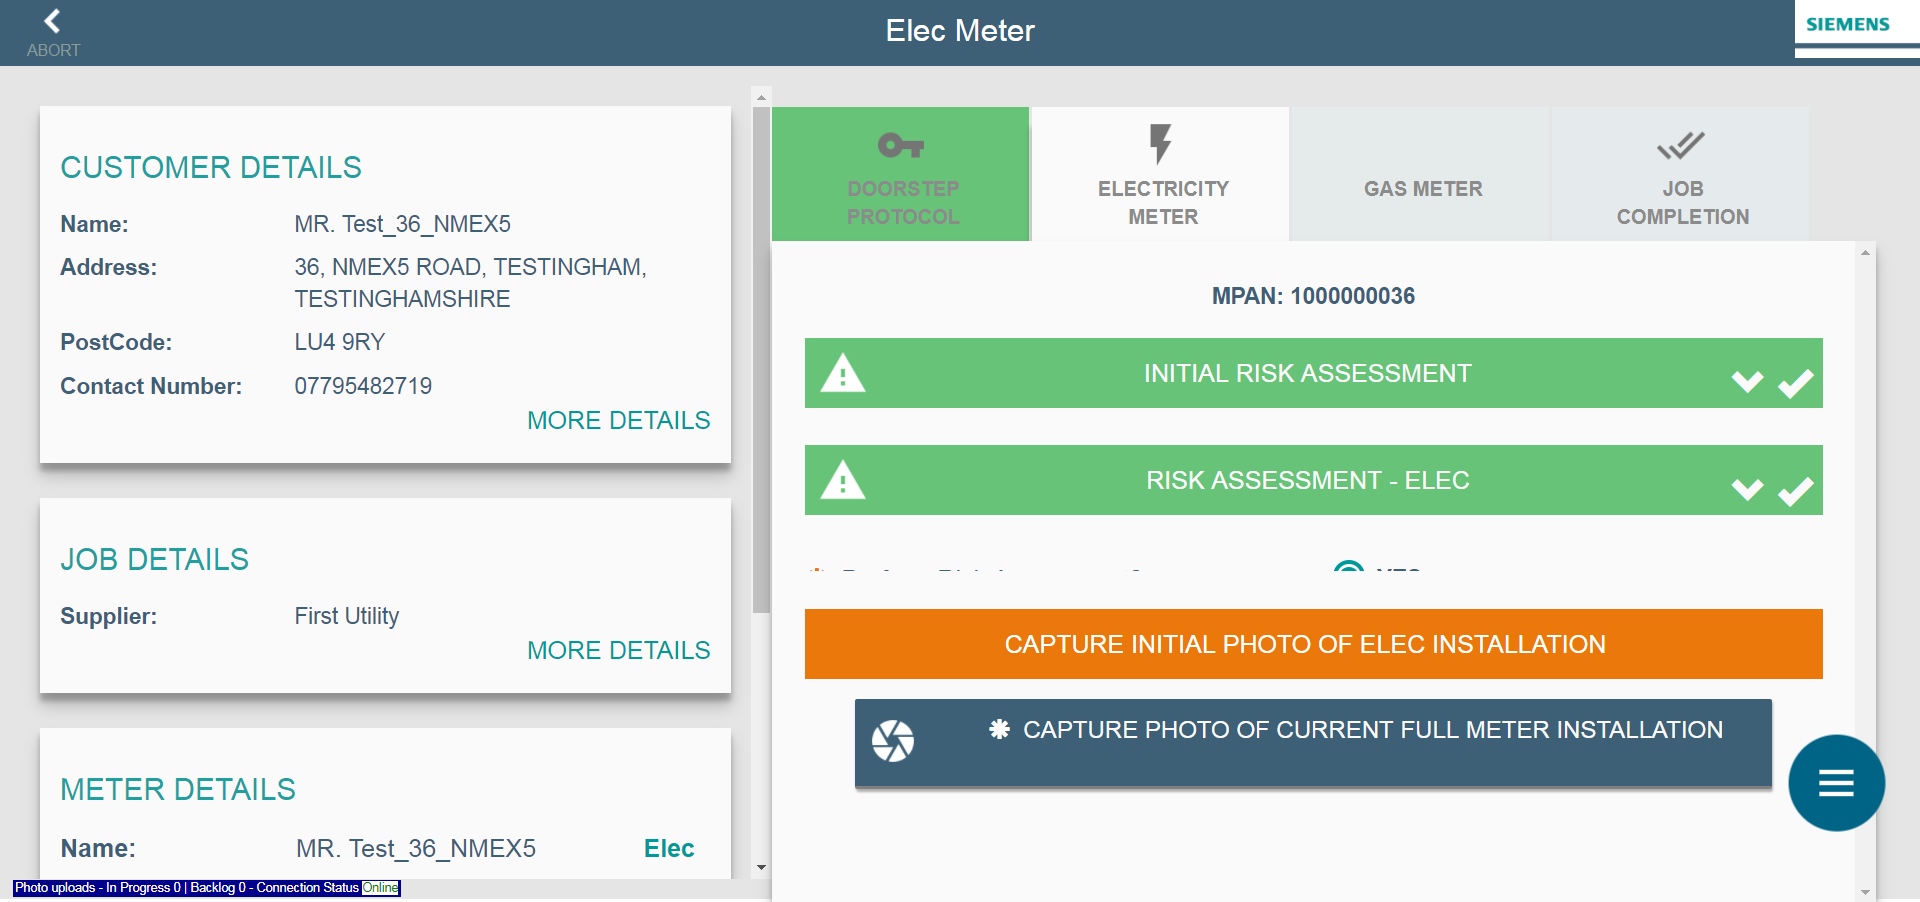 ABORT
Elec Meter
SIEMENS
CUSTOMER DETAILS
Name: MR. Test_36_NMEX5
Address: 36, NMEX5 ROAD, TESTINGHAM,
TESTINGHAMSHIRE
PostCode: LU4 9RY
Contact Number: 07795482719
MORE DETAILS
JOB DETAILS
Supplier: First Utility
MORE DETAILS
METER DETAILS
Name: MR. Test_36_NMEX5 Elec
Photo uploads - In Progress 0 | Backlog 0 - Connection Status Online
DOORSTEP
PROTOCOL
ELECTRICITY
METER
GAS METER
JOB
COMPLETION
MPAN: 1000000036
INITIAL RISK ASSESSMENT
RISK ASSESSMENT - ELEC
CAPTURE INITIAL PHOTO OF ELEC INSTALLATION
✱ CAPTURE PHOTO OF CURRENT FULL METER INSTALLATION